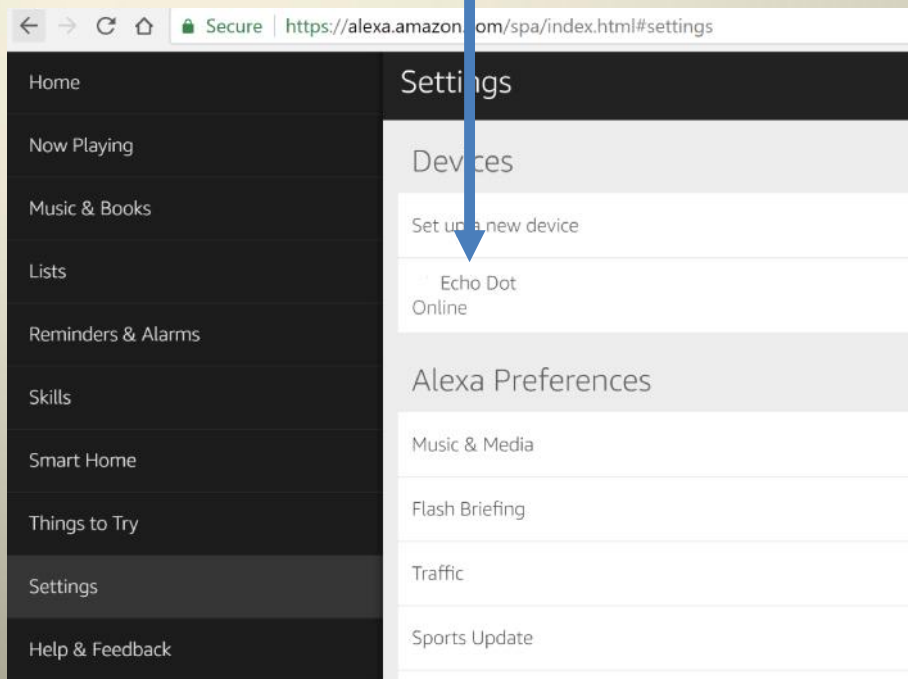 Secure https://alexa.amazon.com/spa/index.html#settings
Home
Now Playing
Music & Books
Lists
Reminders & Alarms
Skills
Smart Home
Things to Try
Settings
Help & Feedback
Settings
Devices
Set up a new device
Echo Dot
Online
Alexa Preferences
Music & Media
Flash Briefing
Traffic
Sports Update